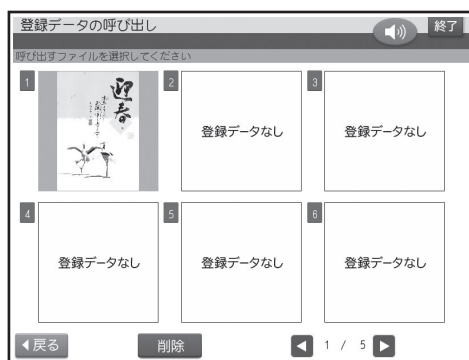 登録データの呼び出し
終了
呼び出すファイルを選択してください
1
迎春
2
登録データなし
3
登録データなし
4
登録データなし
5
登録データなし
6
登録データなし
戻る
削除
1 / 5